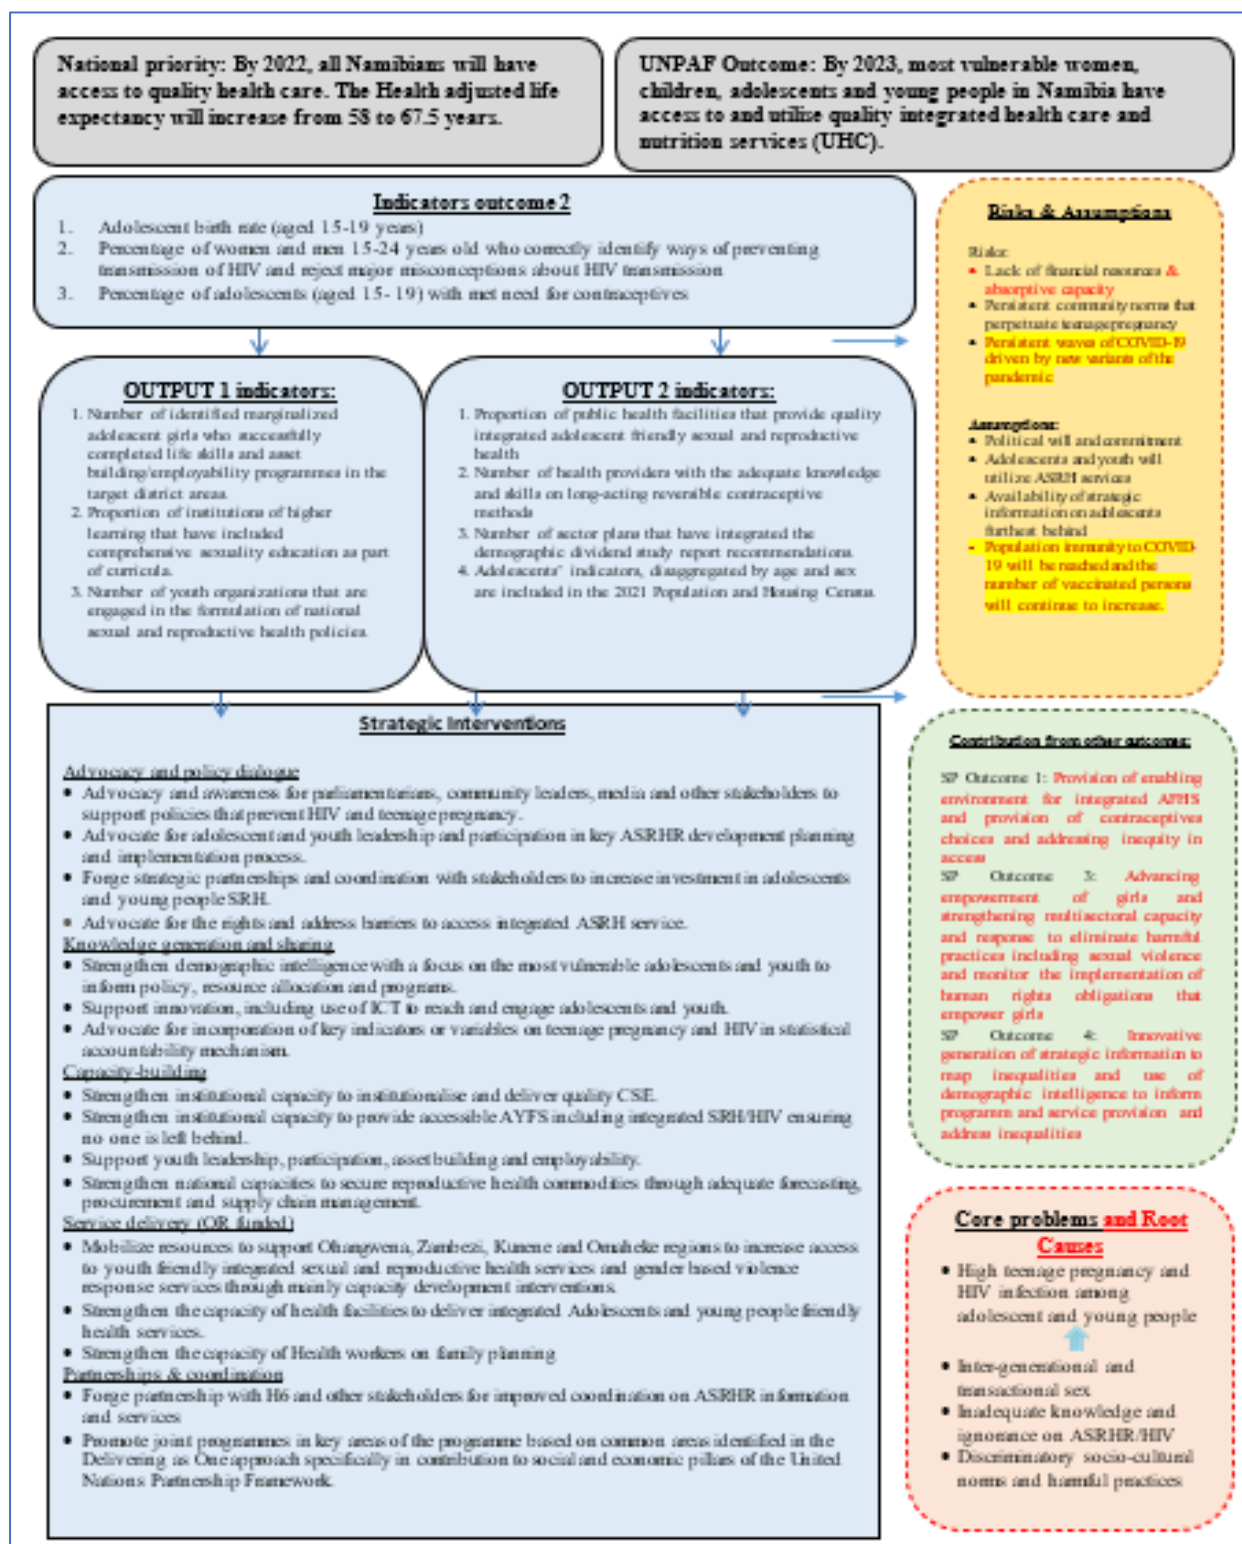 National priority: By 2022, all Namibians will have
access to quality health care. The Health adjusted life
expectancy will increase from 58 to 67.5 years.
UNPAF Outcome: By 2023, most vulnerable women,
children, adolescents and young people in Namibia have
access to and utilise quality integrated health care and
nutrition services (UHC).
Indicators outcome 2
1. Adolescent birth rate (aged 15-19 years)
2. Percentage of women and men 15-24 years old who correctly identify ways of preventing
transmission of HIV and reject major misconceptions about HIV transmission
3. Percentage of adolescents (aged 15- 19) with met need for contraceptives
OUTPUT 1 indicators:
1. Number of identified marginalized
adolescent girls who successfully
completed life skills and asset
building/employability programmes in the
target district areas.
2. Proportion of institutions of higher
learning that have included
comprehensive sexuality education as part
of curricula.
3. Number of youth organizations that are
engaged in the formulation of national
sexual and reproductive health policies.
OUTPUT 2 indicators:
1. Proportion of public health facilities that provide quality
integrated adolescent friendly sexual and reproductive
health
2. Number of health providers with the adequate knowledge
and skills on long-acting reversible contraceptive
methods
3. Number of sector plans that have integrated the
demographic dividend study report recommendations.
4. Adolescents' indicators, disaggregated by age and sex
are included in the 2021 Population and Housing Census.
Risks & Assumptions
Risks:
• Lack of financial resources &
absorptive capacity
• Persistent community norms that
perpetuate teenage pregnancy
• Persistent waves of COVID-19
driven by new variants of the
pandemic
Assumptions:
• Political will and commitment
• Adolescents and youth will
utilize ASRH services
• Availability of strategic
information on adolescents
furthest behind
- Population immunity to COVID-
19 will be reached and the
number of vaccinated persons
will continue to increase.
Strategic Interventions
Advocacy and policy dialogue
• Advocacy and awareness for parliamentarians, community leaders, media and other stakeholders to
support policies that prevent HIV and teenage pregnancy.
• Advocate for adolescent and youth leadership and participation in key ASRHR development planning
and implementation process.
• Forge strategic partnerships and coordination with stakeholders to increase investment in adolescents
and young people SRH.
• Advocate for the rights and address barriers to access integrated ASRH service.
Knowledge generation and sharing
• Strengthen demographic intelligence with a focus on the most vulnerable adolescents and youth to
inform policy, resource allocation and programs.
• Support innovation, including use of ICT to reach and engage adolescents and youth.
• Advocate for incorporation of key indicators or variables on teenage pregnancy and HIV in statistical
accountability mechanism.
Capacity-building
• Strengthen institutional capacity to institutionalise and deliver quality CSE.
• Strengthen institutional capacity to provide accessible AYFS including integrated SRH/HIV ensuring
no one is left behind.
• Support youth leadership, participation, asset building and employability.
• Strengthen national capacities to secure reproductive health commodities through adequate forecasting,
procurement and supply chain management.
Service delivery (OR funded)
• Mobilize resources to support Ohangwena, Zambezi, Kunene and Omaheke regions to increase access
to youth friendly integrated sexual and reproductive health services and gender based violence
response services through mainly capacity development interventions.
• Strengthen the capacity of health facilities to deliver integrated Adolescents and young people friendly
health services.
• Strengthen the capacity of Health workers on family planning
Partnerships & coordination
• Forge partnership with H6 and other stakeholders for improved coordination on ASRHR information
and services
• Promote joint programmes in key areas of the programme based on common areas identified in the
Delivering as One approach specifically in contribution to social and economic pillars of the United
Nations Partnership Framework.
Contribution from other outcomes:
SP Outcome 1: Provision of enabling
environment for integrated AFHS
and provision of contraceptives
choices and addressing inequity in
access
SP Outcome 3: Advancing
empowerment of girls and
strengthening multisectoral capacity
and response to eliminate harmful
practices including sexual violence
and monitor the implementation of
human rights obligations that
empower girls
SP Outcome 4: Innovative
generation of strategic information to
map inequalities and use of
demographic intelligence to inform
programm and service provision and
address inequalities
Core problems and Root
Causes
• High teenage pregnancy and
HIV infection among
adolescent and young people
• Inter-generational and
transactional sex
• Inadequate knowledge and
ignorance on ASRHR/HIV
• Discriminatory socio-cultural
norms and harmful practices